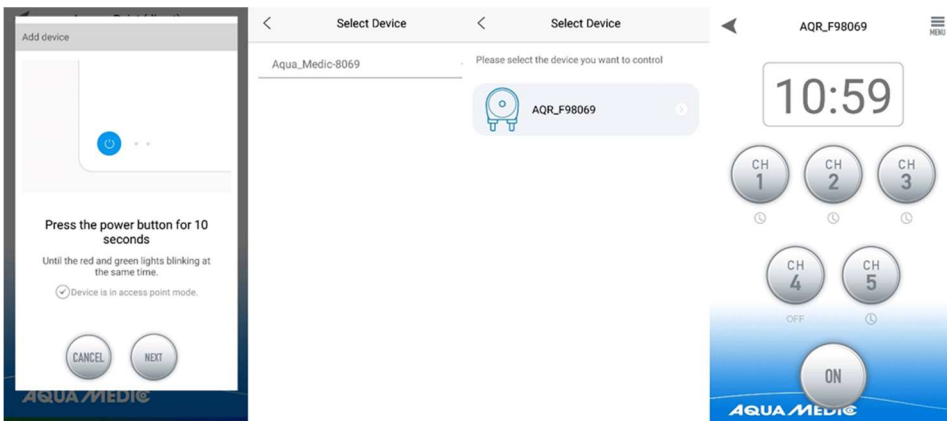 Add device
Press the power button for 10
seconds
Until the red and green lights blinking at
the same time.
Device is in access point mode.
CANCEL
NEXT
AQUA MEDIC
Select Device
Aqua_Medic-8069
Select Device
Please select the device you want to control
AQR_F98069
AQR_F98069
MENU
10:59
CH
1
CH
2
CH
3
CH
4
CH
5
OFF
ON
AQUA MEDIC